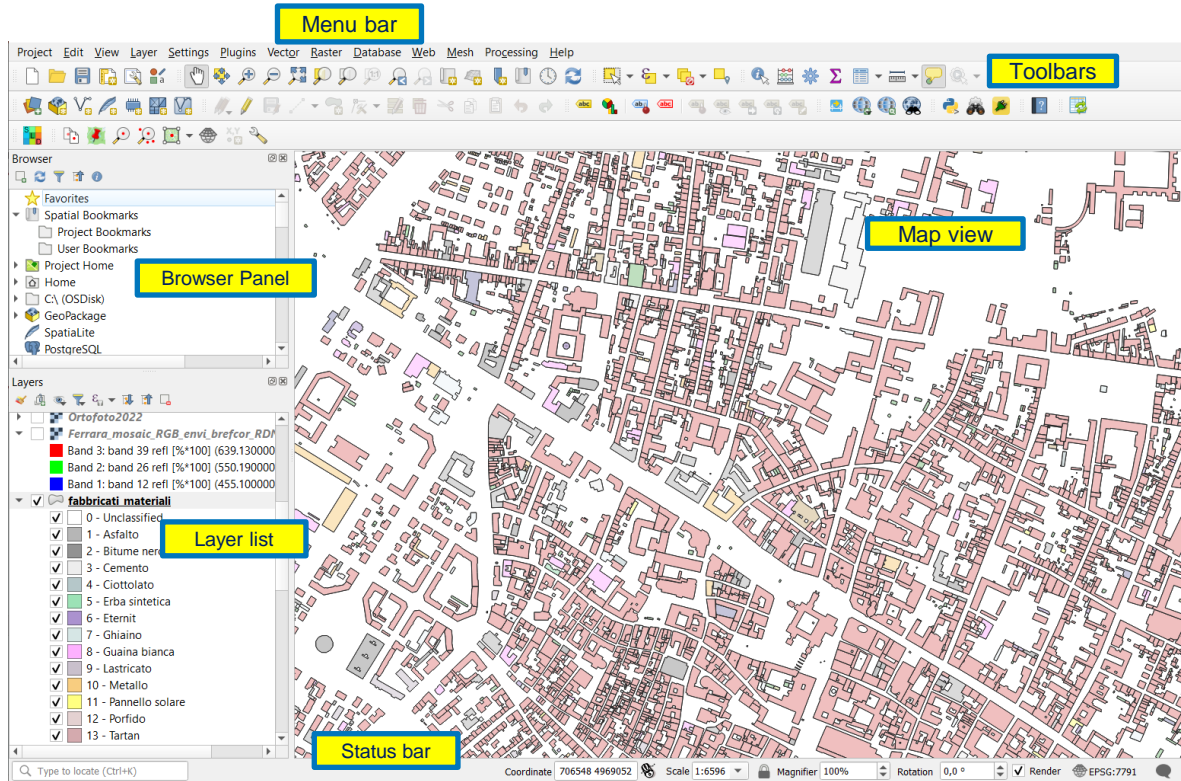 Menu bar
Project Edit View Layer Settings Plugins Vector Raster Database Web Mesh Processing Help
Toolbars
Browser
Favorites
Spatial Bookmarks
Project Bookmarks
User Bookmarks
Project Home
Home
C:\ (OSDisk)
GeoPackage
SpatiaLite
PostgreSQL
Browser Panel
Map view
Layers
Ortofoto2022
Ferrara_mosaic_RGB_envi_brefcor_RDN
Band 3: band 39 refl [%*100] (639.130000
Band 2: band 26 refl [%*100] (550.190000
Band 1: band 12 refl [%*100] (455.100000
fabbricati_materiali
0 - Unclassified
1 - Asfalto
2 - Bitume nero
3 - Cemento
4 - Ciottolato
5 - Erba sintetica
6 - Eternit
7 - Ghiaino
8 - Guaina bianca
9 - Lastricato
10 - Metallo
11 - Pannello solare
12 - Porfido
13 - Tartan
Layer list
Status bar
Type to locate (Ctrl+K)
Coordinate 706548 4969052 Scale 1:6596 Magnifier 100% Rotation 0,0 ° Render EPSG:7791